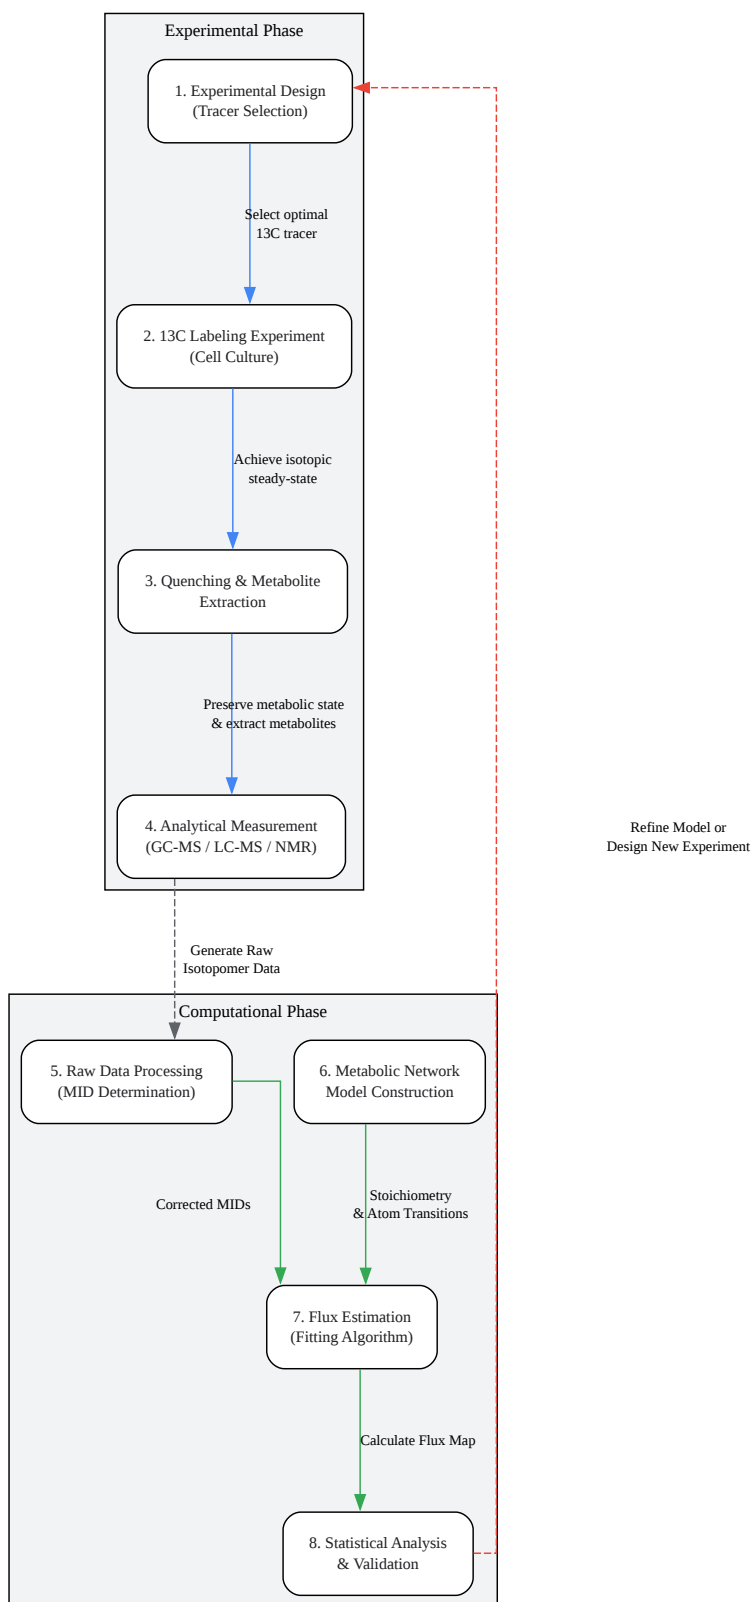 Experimental Phase
1. Experimental Design
(Tracer Selection)
Select optimal
13C tracer
2. 13C Labeling Experiment
(Cell Culture)
Achieve isotopic
steady-state
3. Quenching & Metabolite
Extraction
Preserve metabolic state
& extract metabolites
4. Analytical Measurement
(GC-MS / LC-MS / NMR)
Refine Model or
Design New Experiment
Generate Raw
Isotopomer Data
Computational Phase
5. Raw Data Processing
(MID Determination)
6. Metabolic Network
Model Construction
Corrected MIDs
Stoichiometry
& Atom Transitions
7. Flux Estimation
(Fitting Algorithm)
Calculate Flux Map
8. Statistical Analysis
& Validation